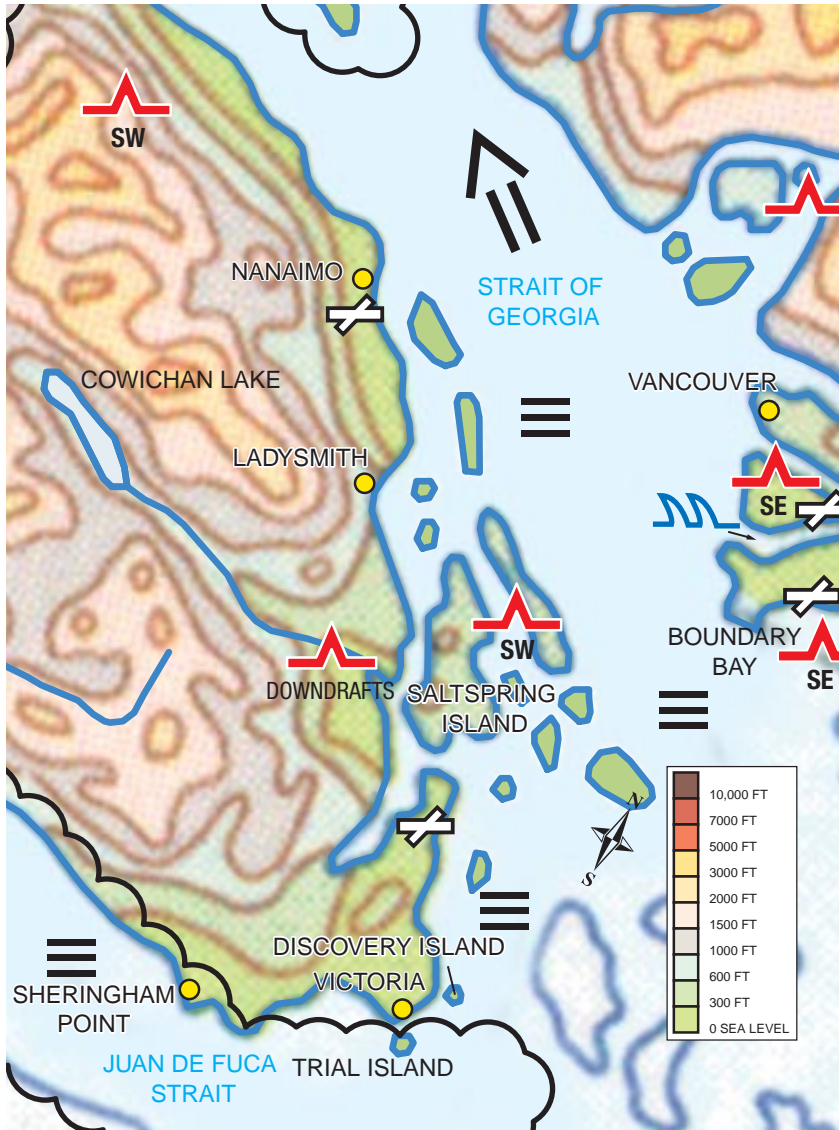 SW
NANAIMO
STRAIT OF
GEORGIA
COWICHAN LAKE
VANCOUVER
LADYSMITH
SE
SW
BOUNDARY
BAY
SE
DOWNDRAFTS
SALTSPRING
ISLAND
N
S
10,000 FT
7000 FT
5000 FT
3000 FT
2000 FT
1500 FT
1000 FT
600 FT
300 FT
0 SEA LEVEL
DISCOVERY ISLAND
VICTORIA
SHERINGHAM
POINT
JUAN DE FUCA
STRAIT
TRIAL ISLAND